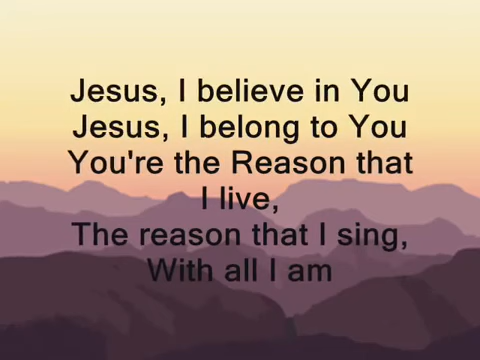 Jesus, I believe in You
Jesus, I belong to You
You're the Reason that
I live,
The reason that I sing,
With all I am